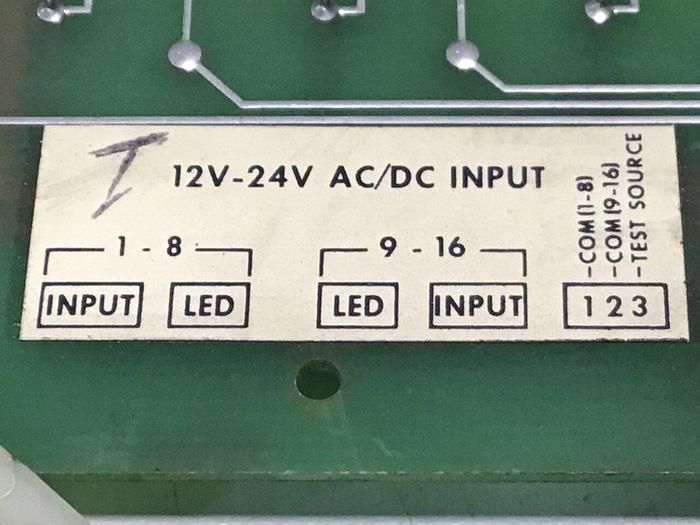 I
12V-24V AC/DC INPUT
1 - 8
9 - 16
INPUT LED LED INPUT
1 2 3
-COM(1-8)
-COM(9-16)
-TEST SOURCE